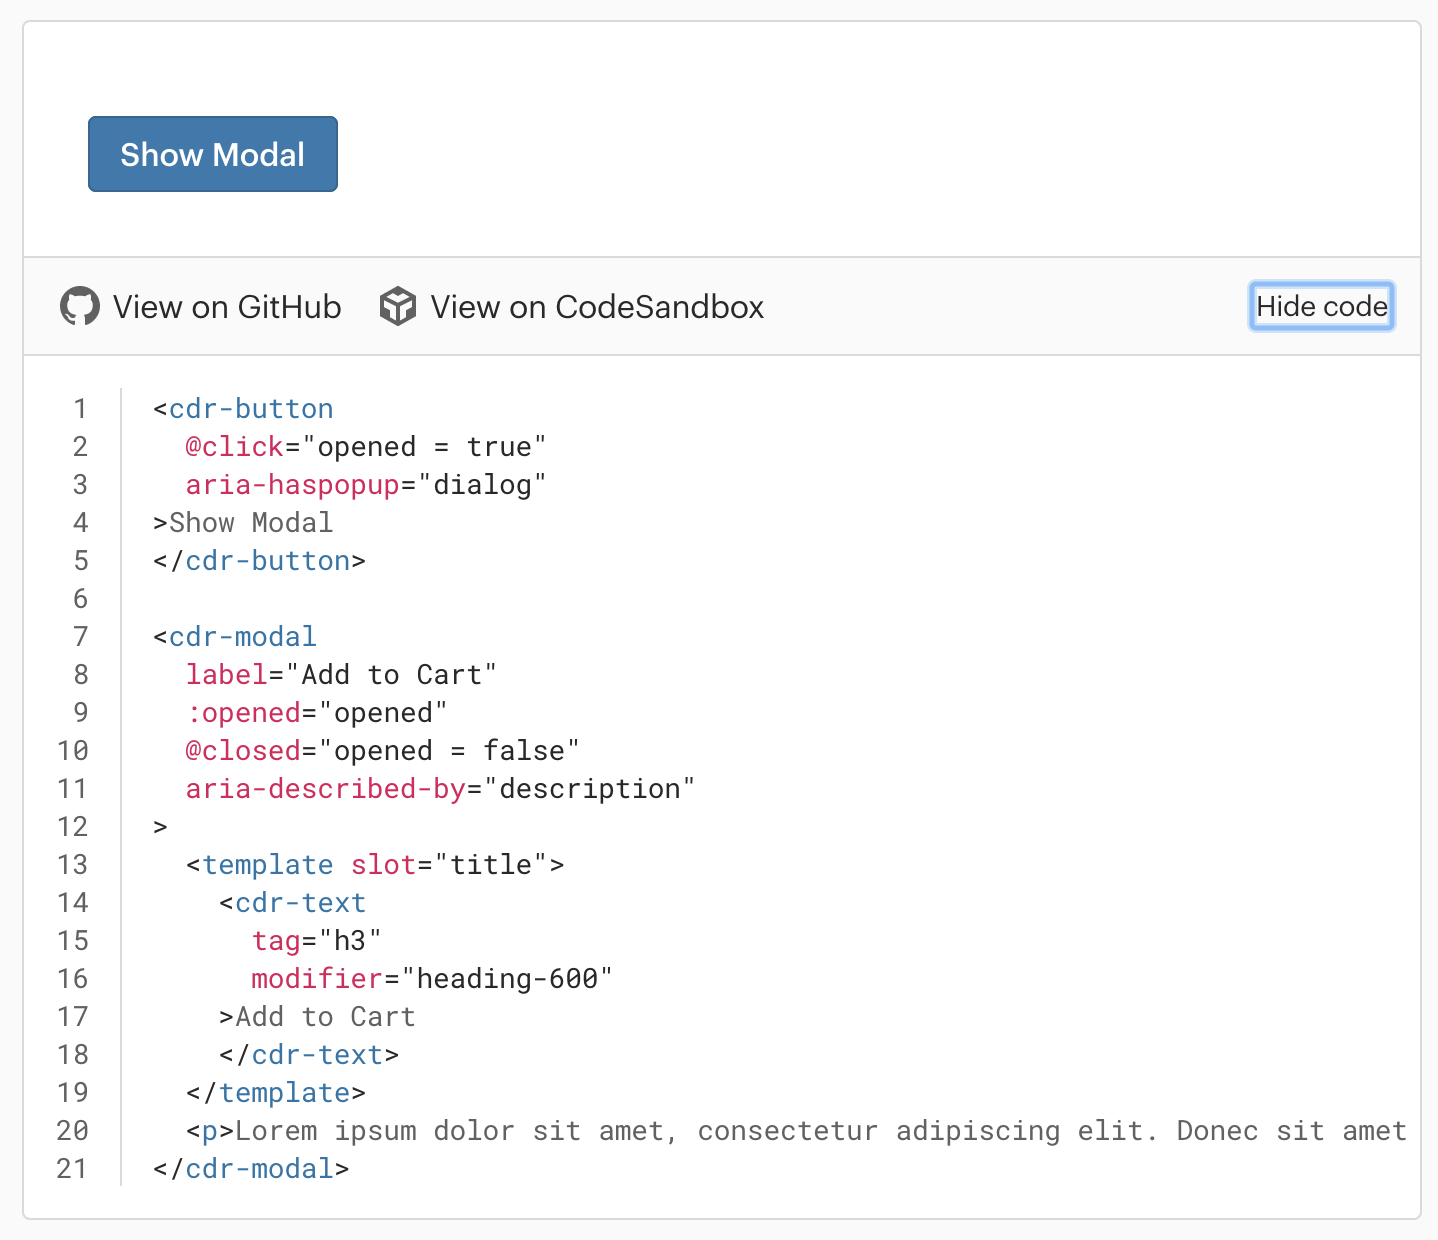 Show Modal
View on GitHub View on CodeSandbox Hide code
1 <cdr-button
2   @click="opened = true"
3   aria-haspopup="dialog"
4 >Show Modal
5 </cdr-button>
6
7 <cdr-modal
8   label="Add to Cart"
9   :opened="opened"
10   @closed="opened = false"
11   aria-described-by="description"
12 >
13   <template slot="title">
14     <cdr-text
15       tag="h3"
16       modifier="heading-600"
17     >Add to Cart
18     </cdr-text>
19   </template>
20   <p>Lorem ipsum dolor sit amet, consectetur adipiscing elit. Donec sit amet
21 </cdr-modal>